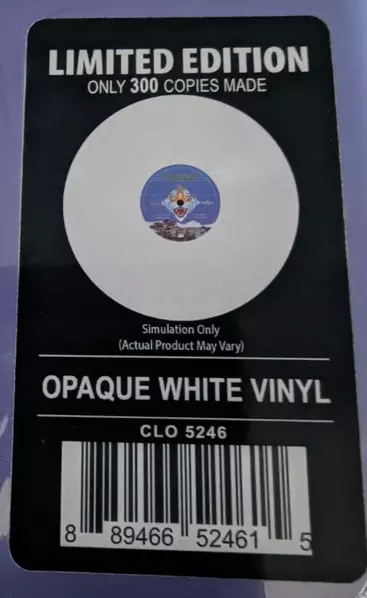 LIMITED EDITION
ONLY 300 COPIES MADE
Simulation Only
(Actual Product May Vary)
OPAQUE WHITE VINYL
CLO 5246
8 89466 52461 5